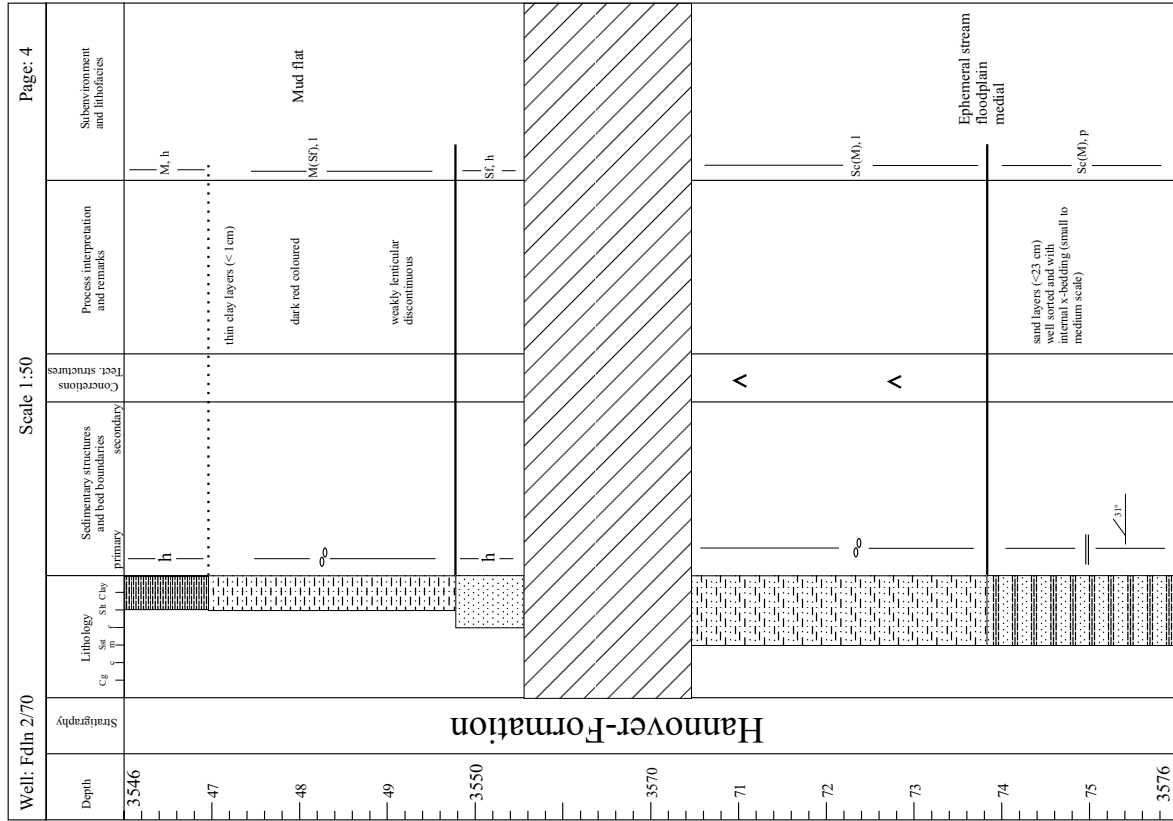 Well: Fdln 2/70
Scale 1:50
Page: 4
Depth
Stratigraphy
Lithology
Cg
c
Sst
m
f
Slt
Clay
Sedimentary structures
and bed boundaries
primary
secondary
Concretions
Tect. structures
Process interpretation
and remarks
Subenvironment
and lithofacies
3546
47
48
49
3550
3570
71
72
73
74
75
3576
Hannover-Formation
h
h
31°
thin clay layers (< 1cm)
dark red coloured
weakly lenticular
discontinuous
sand layers (<23 cm)
well sorted and with
internal x-bedding (small to
medium scale)
M, h
M(Sf), l
Sf, h
Sc(M), l
Sc(M), p
Mud flat
Ephemeral stream
floodplain
medial